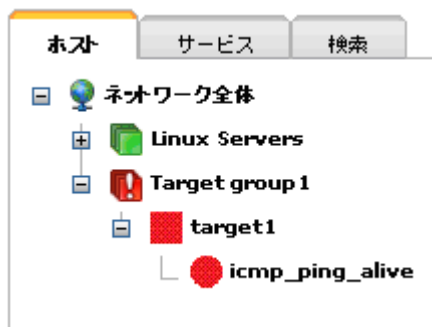 ホスト サービス 検索
ネットワーク全体
Linux Servers
Target group 1
target1
icmp_ping_alive